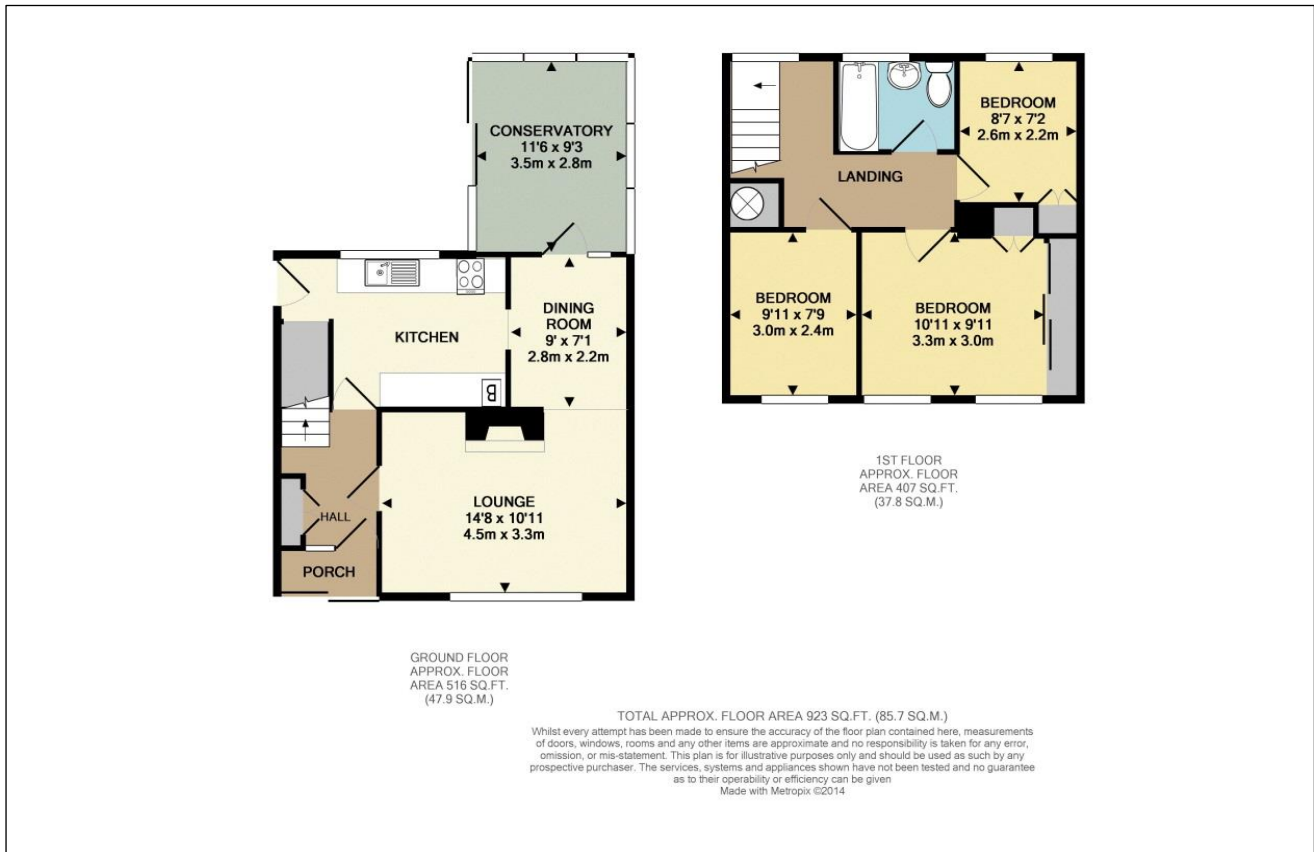 CONSERVATORY
11'6 x 9'3
3.5m x 2.8m
KITCHEN
DINING
ROOM
9' x 7'1
2.8m x 2.2m
B
LOUNGE
14'8 x 10'11
4.5m x 3.3m
HALL
PORCH
GROUND FLOOR
APPROX. FLOOR
AREA 516 SQ.FT.
(47.9 SQ.M.)
BEDROOM
8'7 x 7'2
2.6m x 2.2m
LANDING
BEDROOM
9'11 x 7'9
3.0m x 2.4m
BEDROOM
10'11 x 9'11
3.3m x 3.0m
1ST FLOOR
APPROX. FLOOR
AREA 407 SQ.FT.
(37.8 SQ.M.)
TOTAL APPROX. FLOOR AREA 923 SQ.FT. (85.7 SQ.M.)
Whilst every attempt has been made to ensure the accuracy of the floor plan contained here, measurements
of doors, windows, rooms and any other items are approximate and no responsibility is taken for any error,
omission, or mis-statement. This plan is for illustrative purposes only and should be used as such by any
prospective purchaser. The services, systems and appliances shown have not been tested and no guarantee
as to their operability or efficiency can be given
Made with Metropix ©2014